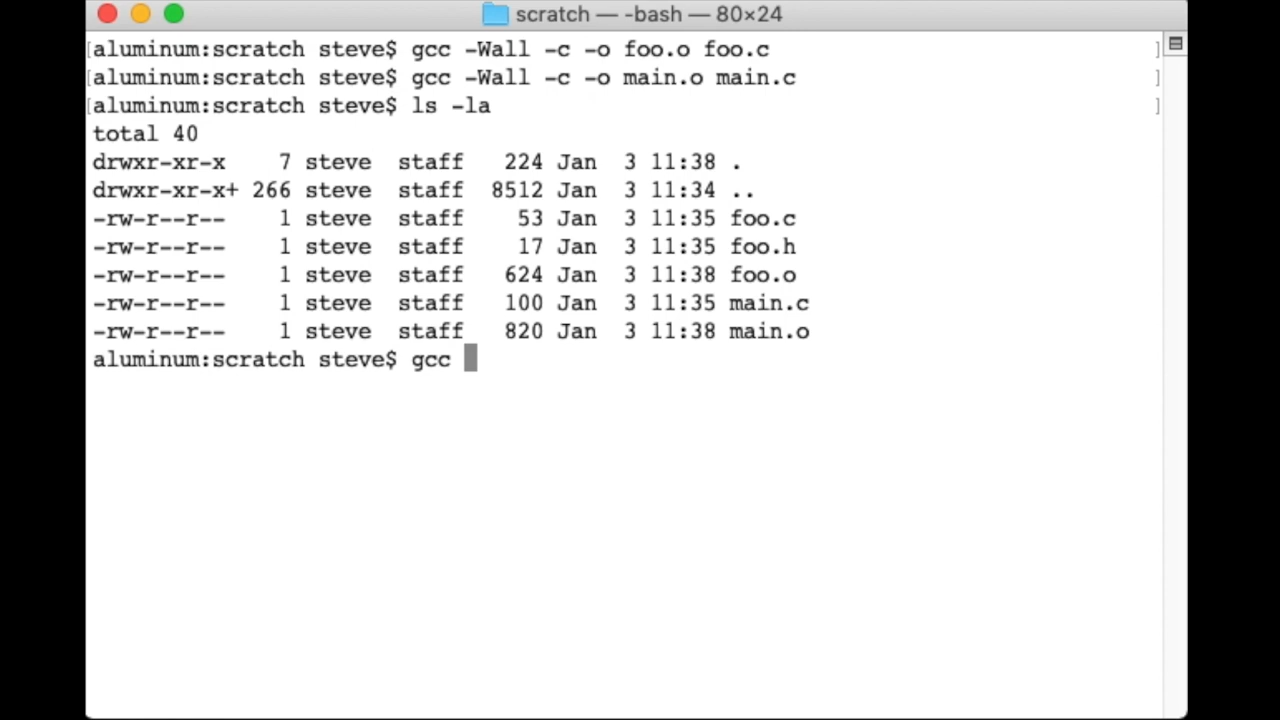 scratch — -bash — 80×24
[aluminum:scratch steve$ gcc -Wall -c -o foo.o foo.c ]
[aluminum:scratch steve$ gcc -Wall -c -o main.o main.c ]
[aluminum:scratch steve$ ls -la ]
total 40
drwxr-xr-x    7 steve  staff   224 Jan  3 11:38 .
drwxr-xr-x+ 266 steve  staff  8512 Jan  3 11:34 ..
-rw-r--r--    1 steve  staff    53 Jan  3 11:35 foo.c
-rw-r--r--    1 steve  staff    17 Jan  3 11:35 foo.h
-rw-r--r--    1 steve  staff   624 Jan  3 11:38 foo.o
-rw-r--r--    1 steve  staff   100 Jan  3 11:35 main.c
-rw-r--r--    1 steve  staff   820 Jan  3 11:38 main.o
aluminum:scratch steve$ gcc